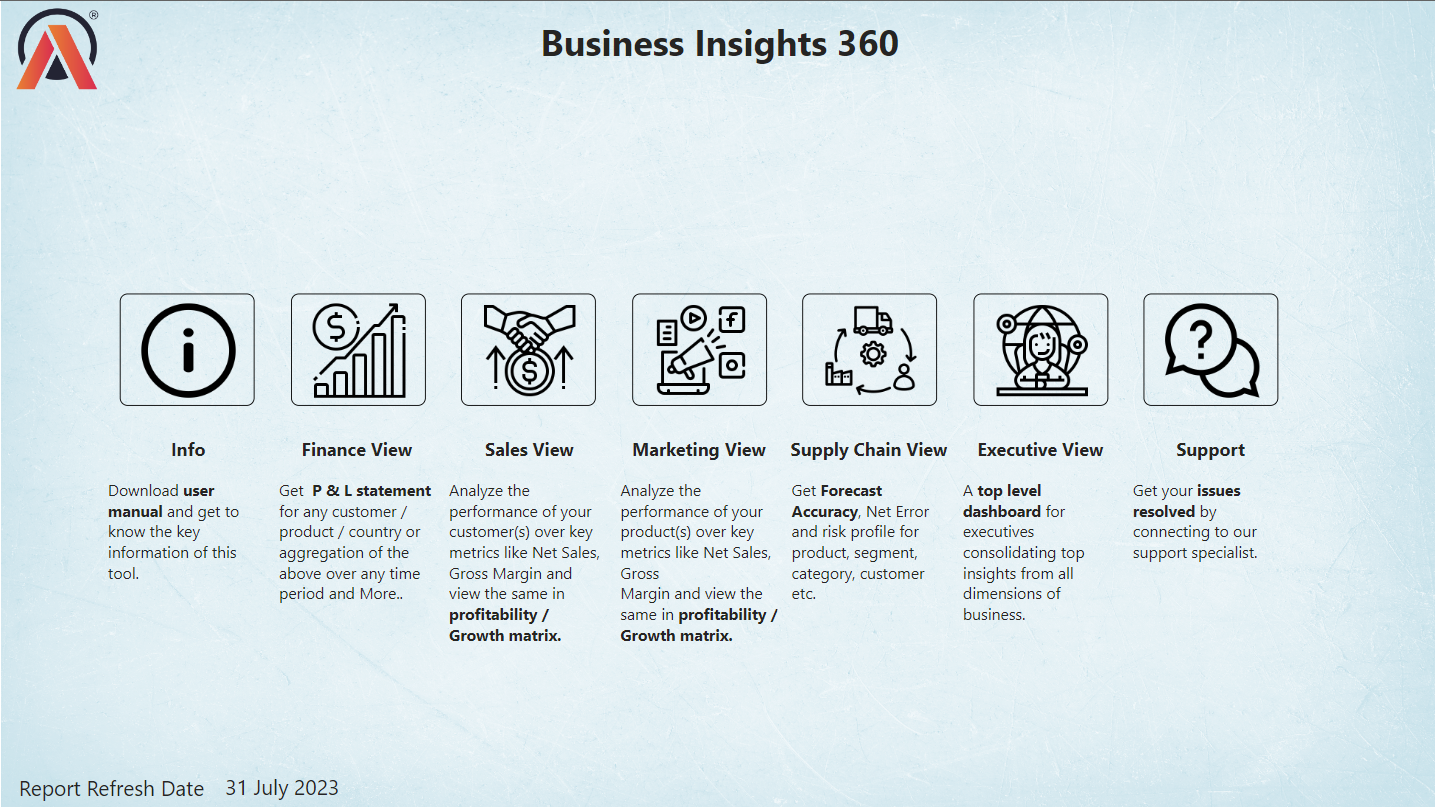 ®
Business Insights 360
Info
Download user
manual and get to
know the key
information of this
tool.
Finance View
Get  P & L statement
for any customer /
product / country or
aggregation of the
above over any time
period and More..
Sales View
Analyze the
performance of your
customer(s) over key
metrics like Net Sales,
Gross Margin and
view the same in
profitability /
Growth matrix.
Marketing View
Analyze the
performance of your
product(s) over key
metrics like Net Sales,
Gross
Margin and view the
same in profitability /
Growth matrix.
Supply Chain View
Get Forecast
Accuracy, Net Error
and risk profile for
product, segment,
category, customer
etc.
Executive View
A top level
dashboard for
executives
consolidating top
insights from all
dimensions of
business.
Support
Get your issues
resolved by
connecting to our
support specialist.
Report Refresh Date 31 July 2023